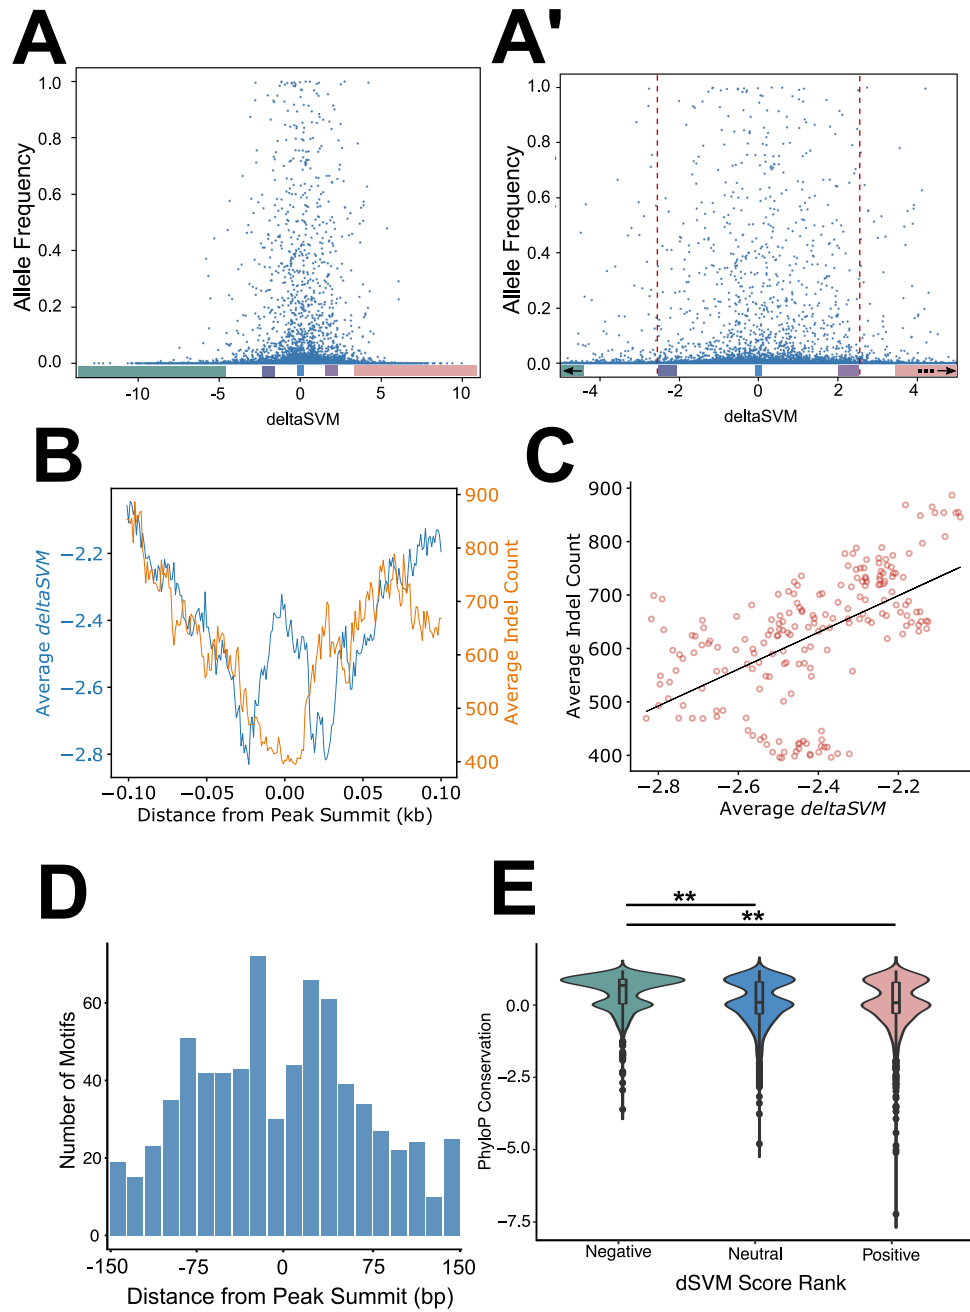 A
Allele Frequency
1.0
0.8
0.6
0.4
0.2
0.0
-10
-5
0
5
10
deltaSVM
A'
Allele Frequency
1.0
0.8
0.6
0.4
0.2
0.0
-4
-2
0
2
4
deltaSVM
B
Average deltaSVM
−2.2
−2.4
−2.6
−2.8
900
800
700
600
500
400
Average Indel Count
−0.10
−0.05
0.00
0.05
0.10
Distance from Peak Summit (kb)
C
Average Indel Count
900
800
700
600
500
400
−2.8
−2.6
−2.4
−2.2
Average deltaSVM
D
Number of Motifs
60
40
20
0
-150
-75
0
75
150
Distance from Peak Summit (bp)
E
**
**
PhyloP Conservation
0.0
−2.5
−5.0
−7.5
Negative
Neutral
Positive
dSVM Score Rank